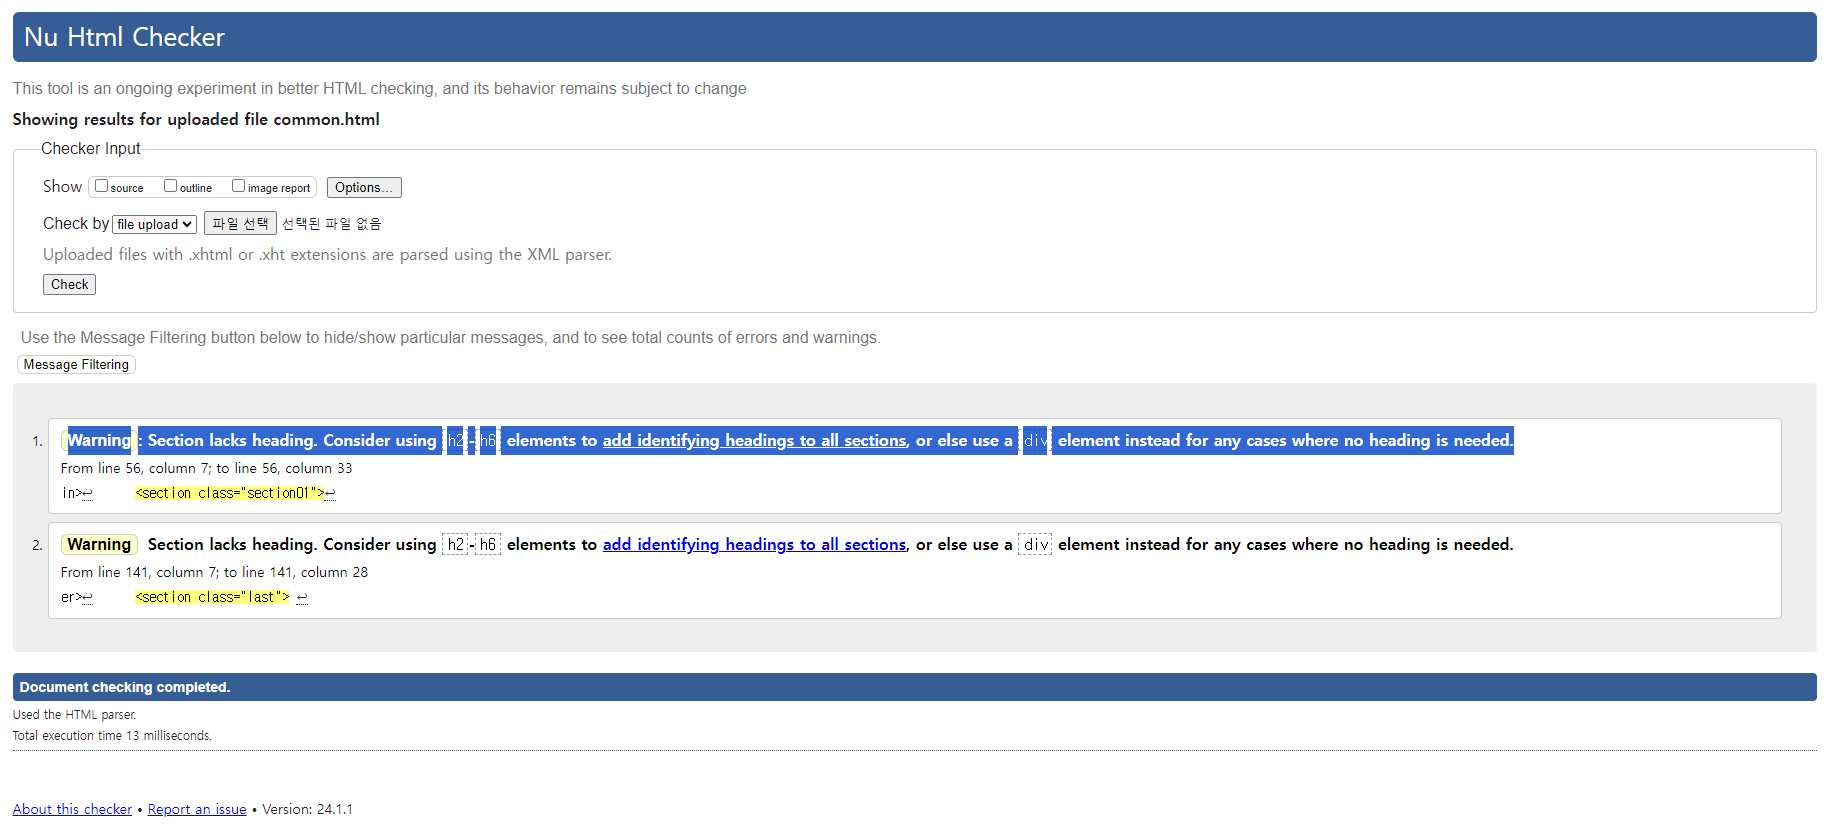 Nu Html Checker
This tool is an ongoing experiment in better HTML checking, and its behavior remains subject to change
Showing results for uploaded file common.html
Checker Input
Show source outline image report Options...
Check by file upload 파일 선택 선택된 파일 없음
Uploaded files with .xhtml or .xht extensions are parsed using the XML parser.
Check
Use the Message Filtering button below to hide/show particular messages, and to see total counts of errors and warnings.
Message Filtering
1. Warning : Section lacks heading. Consider using h2-h6 elements to add identifying headings to all sections, or else use a div element instead for any cases where no heading is needed.
From line 56, column 7; to line 56, column 33
in>↩ <section class="section01">↩
2. Warning Section lacks heading. Consider using h2-h6 elements to add identifying headings to all sections, or else use a div element instead for any cases where no heading is needed.
From line 141, column 7; to line 141, column 28
er>↩ <section class="last"> ↩
Document checking completed.
Used the HTML parser.
Total execution time 13 milliseconds.
About this checker • Report an issue • Version: 24.1.1